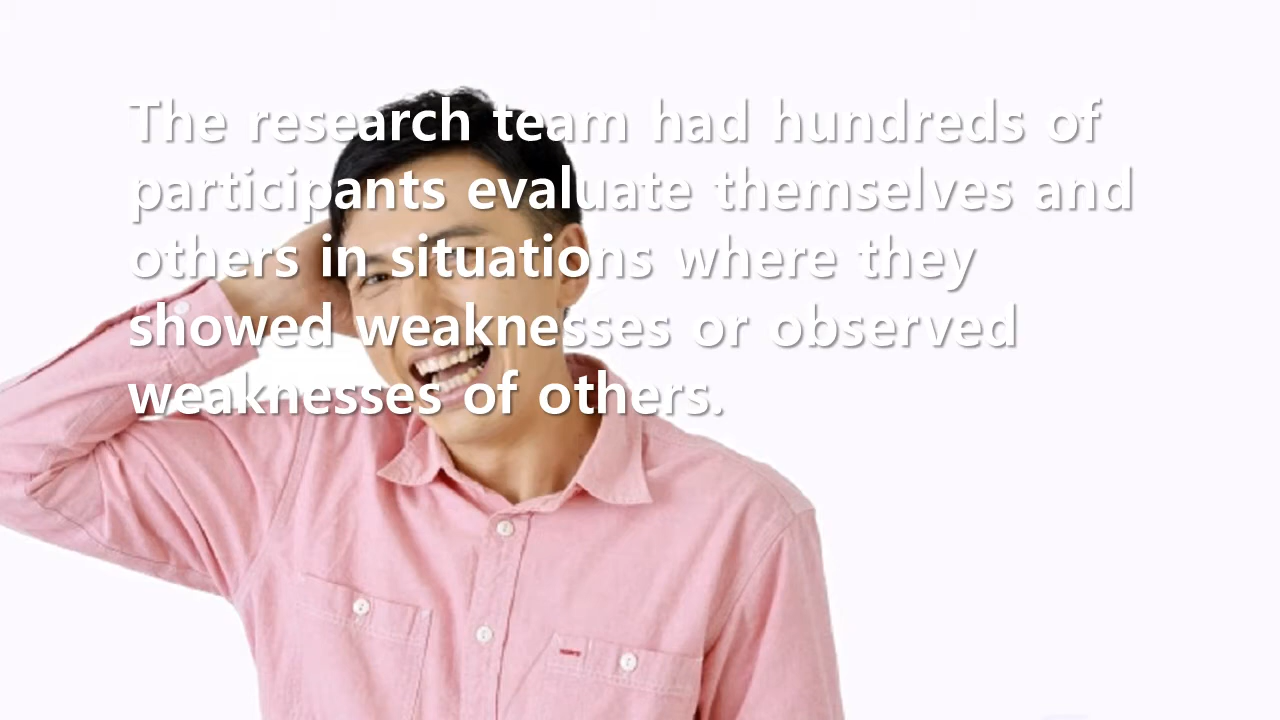 The research team had hundreds of
participants evaluate themselves and
others in situations where they
showed weaknesses or observed
weaknesses of others.